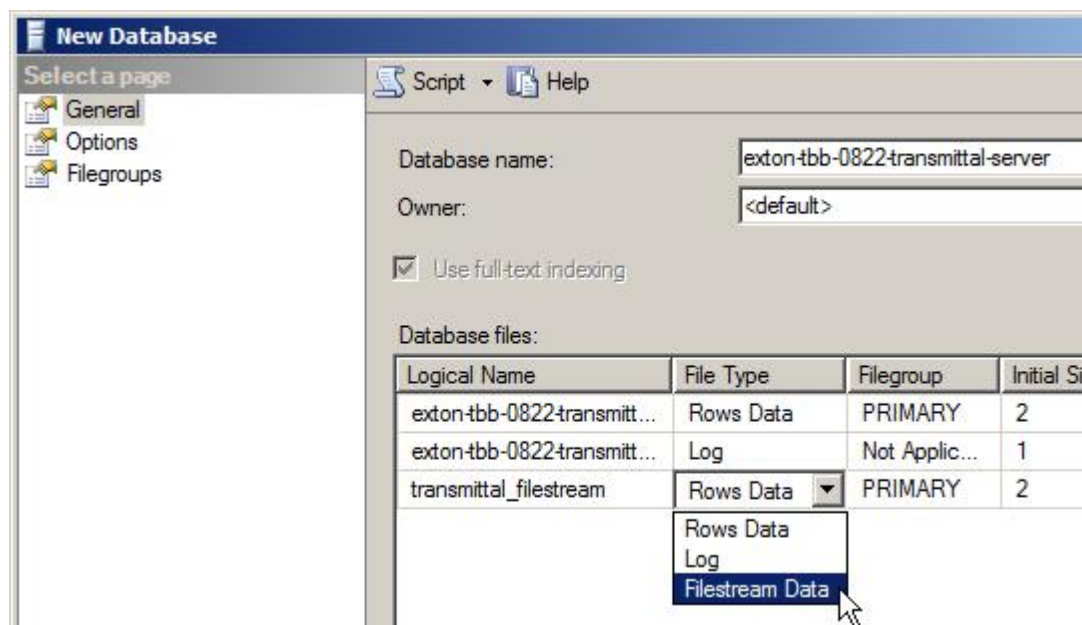 New Database
Select a page
General
Options
Filegroups
Script Help
Database name: exton-tbb-0822-transmittal-server
Owner: <default>
Use full-text indexing
Database files:
Logical Name File Type Filegroup Initial Si
exton-tbb-0822-transmitt... Rows Data PRIMARY 2
exton-tbb-0822-transmitt... Log Not Applic... 1
transmittal_filestream Rows Data PRIMARY 2
Rows Data
Log
Filestream Data